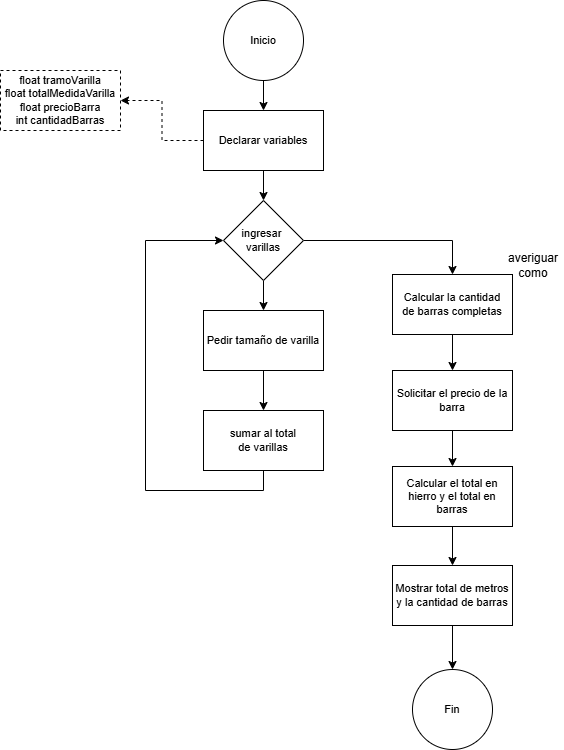 Inicio
float tramoVarilla
float totalMedidaVarilla
float precioBarra
int cantidadBarras
Declarar variables
ingresar
varillas
averiguar
como
Calcular la cantidad
de barras completas
Pedir tamaño de varilla
Solicitar el precio de la
barra
sumar al total
de varillas
Calcular el total en
hierro y el total en
barras
Mostrar total de metros
y la cantidad de barras
Fin